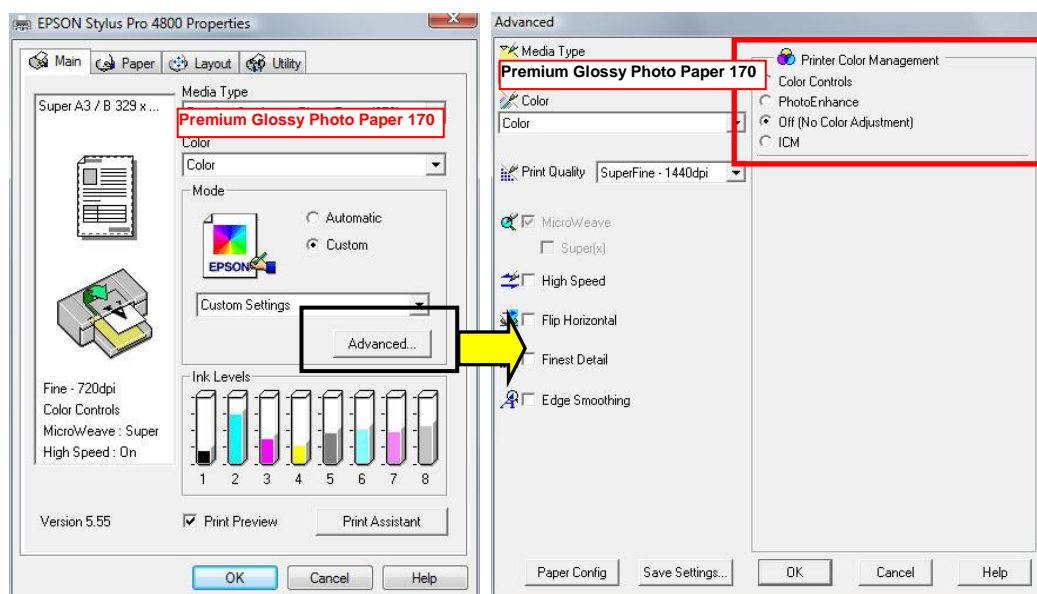 EPSON Stylus Pro 4800 Properties
Main
Paper
Layout
Utility
Super A3 / B 329 x ...
Media Type
Premium Glossy Photo Paper 170
Color
Color
Mode
EPSON
Automatic
Custom
Custom Settings
Advanced...
Fine - 720dpi
Color Controls
MicroWeave : Super
High Speed : On
Ink Levels
1 2 3 4 5 6 7 8
Version 5.55
Print Preview
Print Assistant
OK
Cancel
Help
Advanced
Media Type
Premium Glossy Photo Paper 170
Color
Color
Print Quality
SuperFine - 1440dpi
MicroWeave
Super(x)
High Speed
Flip Horizontal
Finest Detail
Edge Smoothing
Printer Color Management
Color Controls
PhotoEnhance
Off (No Color Adjustment)
ICM
Paper Config
Save Settings...
OK
Cancel
Help